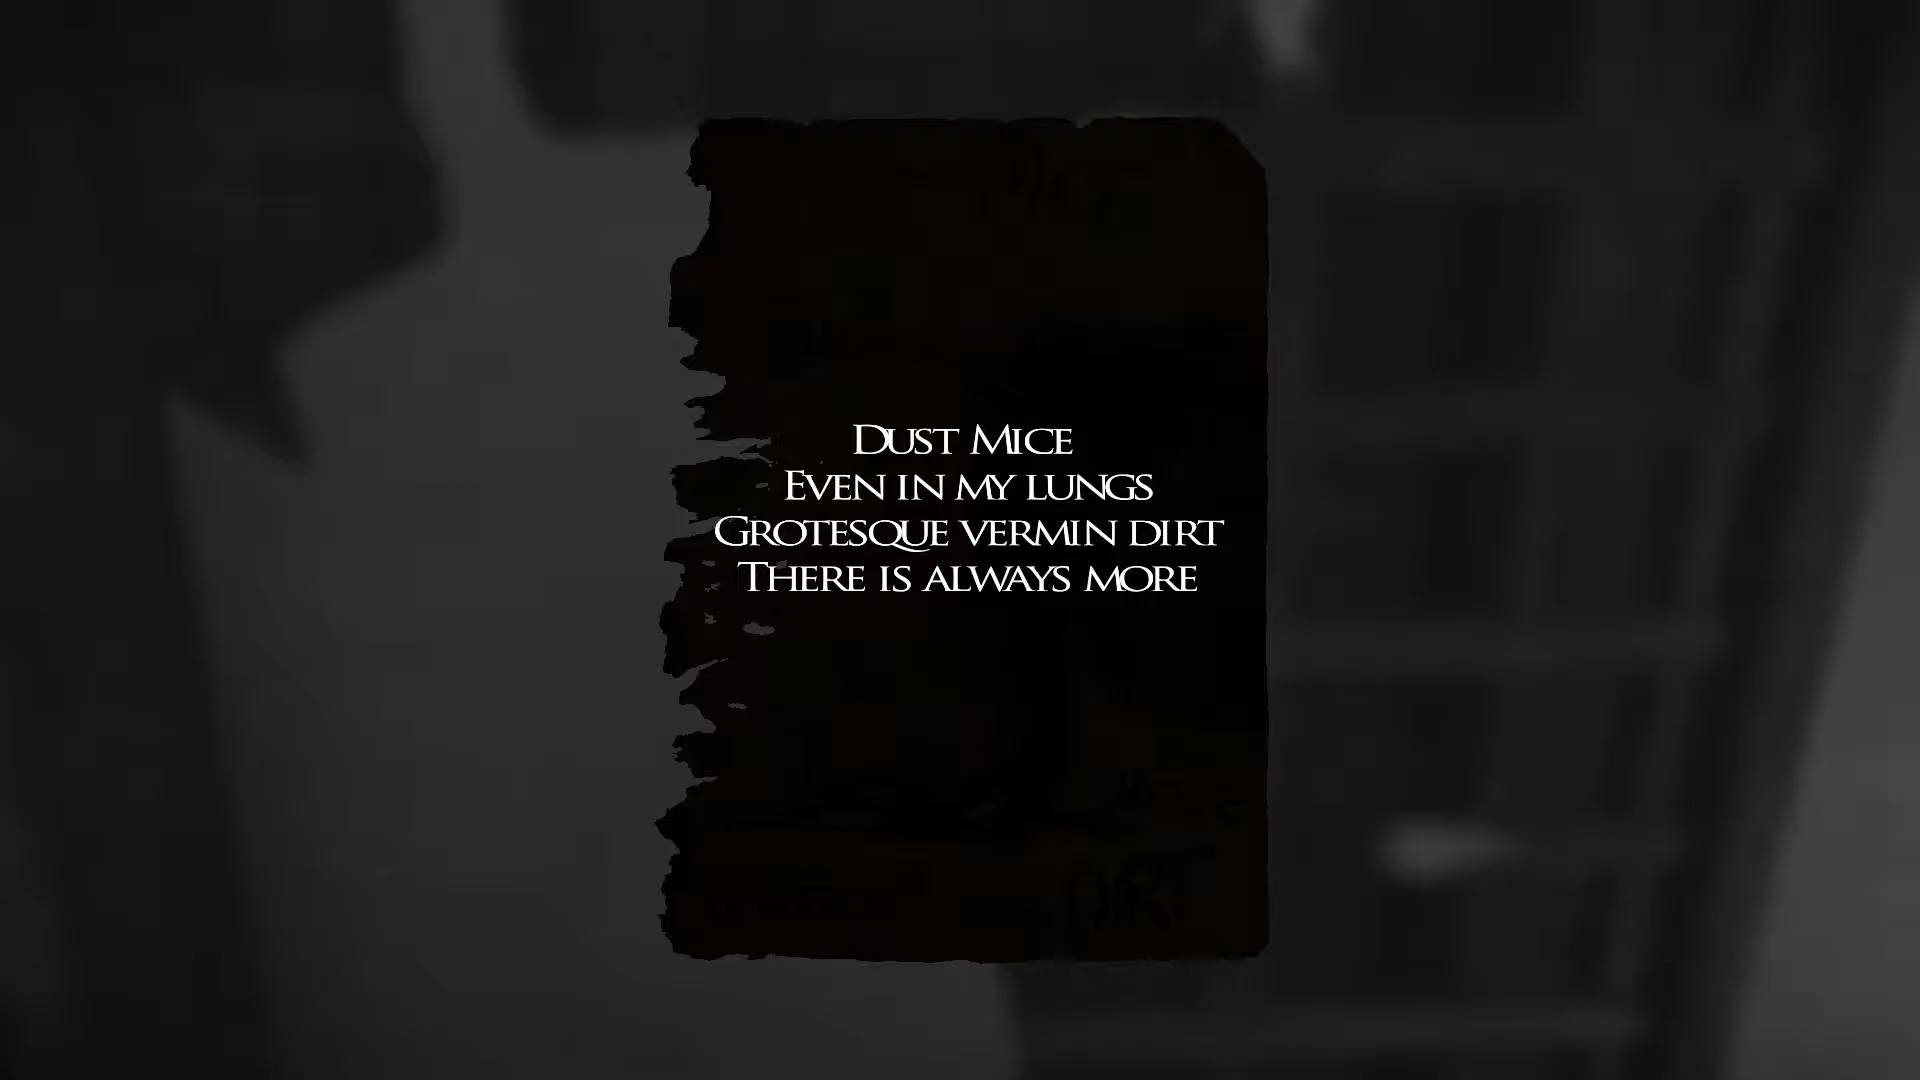 Dust Mice
Even in my lungs
Grotesque vermin dirt
There is always more